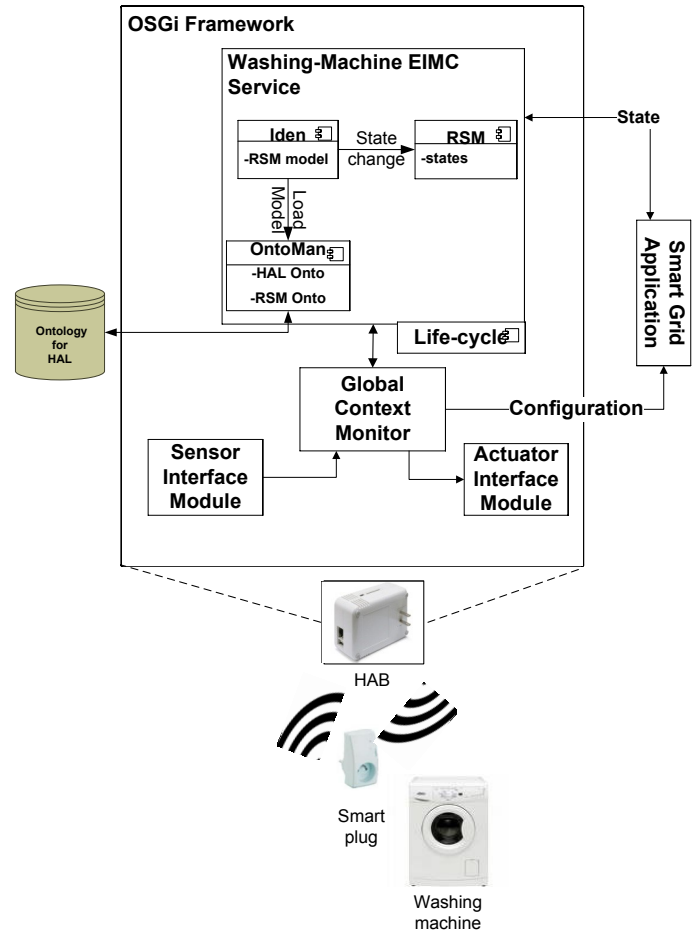 OSGi Framework
Washing-Machine EIMC
Service
Iden
-RSM model
State
change
RSM
-states
State
Load
Model
OntoMan
-HAL Onto
-RSM Onto
Smart Grid
Application
Ontology
for
HAL
Life-cycle
Global
Context
Monitor
Configuration
Sensor
Interface
Module
Actuator
Interface
Module
HAB
Smart
plug
Washing
machine